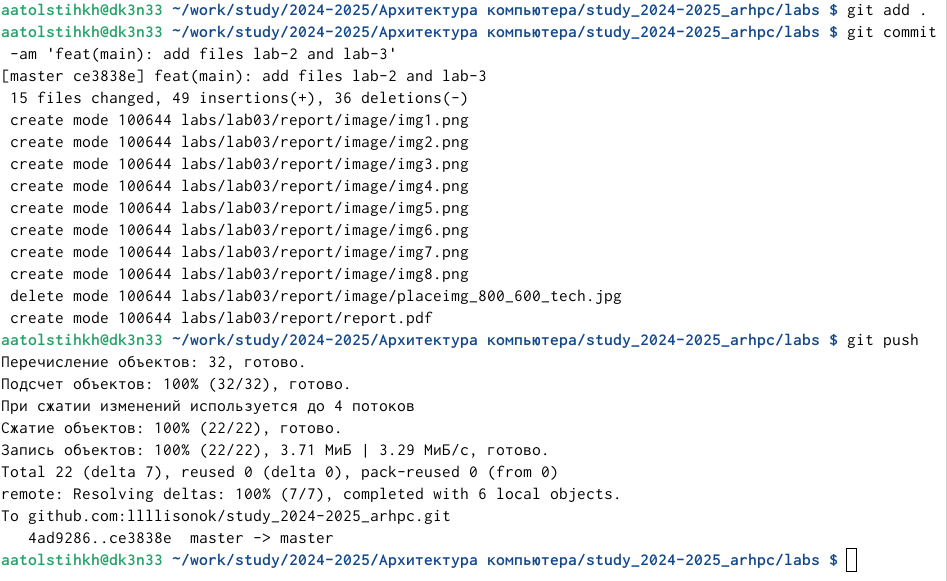 aatolstihkh@dk3n33 ~/work/study/2024-2025/Архитектура компьютера/study_2024-2025_arhpc/labs $ git add .
aatolstihkh@dk3n33 ~/work/study/2024-2025/Архитектура компьютера/study_2024-2025_arhpc/labs $ git commit
-am 'feat(main): add files lab-2 and lab-3'
[master ce3838e] feat(main): add files lab-2 and lab-3
15 files changed, 49 insertions(+), 36 deletions(-)
create mode 100644 labs/lab03/report/image/img1.png
create mode 100644 labs/lab03/report/image/img2.png
create mode 100644 labs/lab03/report/image/img3.png
create mode 100644 labs/lab03/report/image/img4.png
create mode 100644 labs/lab03/report/image/img5.png
create mode 100644 labs/lab03/report/image/img6.png
create mode 100644 labs/lab03/report/image/img7.png
create mode 100644 labs/lab03/report/image/img8.png
delete mode 100644 labs/lab03/report/image/placeimg_800_600_tech.jpg
create mode 100644 labs/lab03/report/report.pdf
aatolstihkh@dk3n33 ~/work/study/2024-2025/Архитектура компьютера/study_2024-2025_arhpc/labs $ git push
Перечисление объектов: 32, готово.
Подсчет объектов: 100% (32/32), готово.
При сжатии изменений используется до 4 потоков
Сжатие объектов: 100% (22/22), готово.
Запись объектов: 100% (22/22), 3.71 МиБ | 3.29 МиБ/с, готово.
Total 22 (delta 7), reused 0 (delta 0), pack-reused 0 (from 0)
remote: Resolving deltas: 100% (7/7), completed with 6 local objects.
To github.com:llllisonok/study_2024-2025_arhpc.git
4ad9286..ce3838e  master -> master
aatolstihkh@dk3n33 ~/work/study/2024-2025/Архитектура компьютера/study_2024-2025_arhpc/labs $